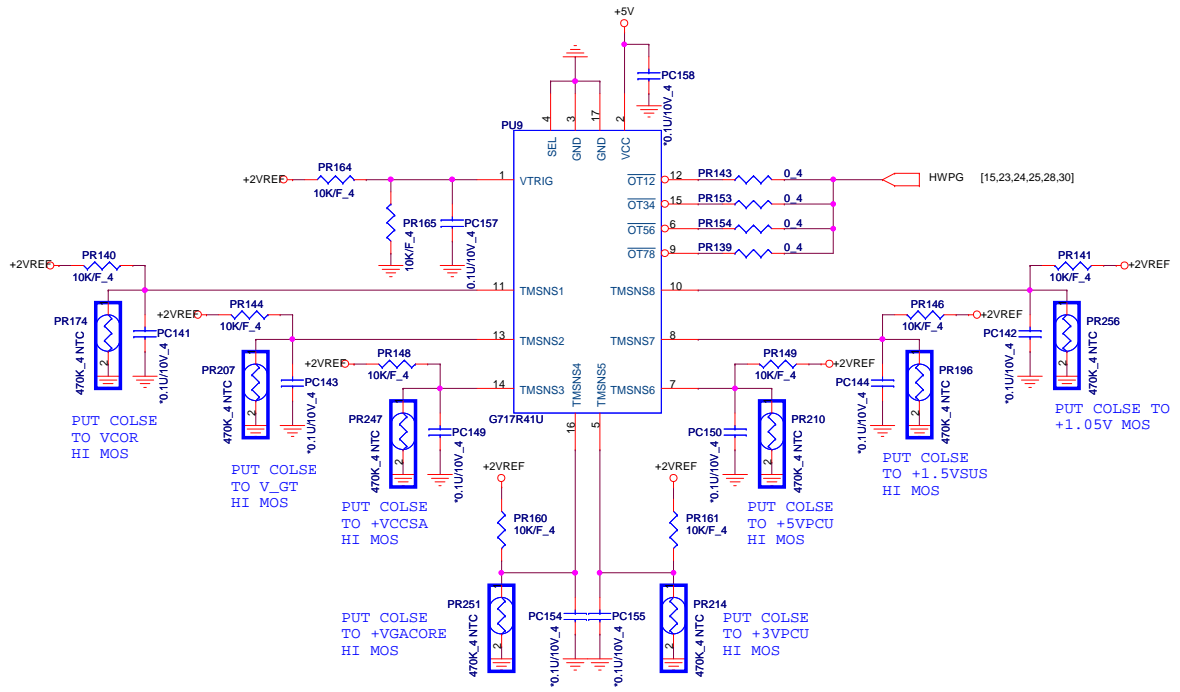 +5V
PC158
*0.1U/10V_4
PU9
4
3
17
2
SEL
GND
GND
VCC
+2VREF
PR164
10K/F_4
1
VTRIG
PR165
10K/F_4
PC157
0.1U/10V_4
OT12
12
PR143
0_4
HWPG
[15,23,24,25,28,30]
OT34
15
PR153
0_4
OT56
6
PR154
0_4
OT78
9
PR139
0_4
+2VREF
PR140
10K/F_4
11
TMSNS1
TMSNS8
10
PR141
10K/F_4
+2VREF
PR174
470K_4 NTC
2
PC141
*0.1U/10V_4
+2VREF
PR144
10K/F_4
13
TMSNS2
TMSNS7
8
PR146
10K/F_4
+2VREF
PC142
*0.1U/10V_4
PR256
470K_4 NTC
2
PR207
470K_4 NTC
2
PC143
*0.1U/10V_4
+2VREF
PR148
10K/F_4
14
TMSNS3
TMSNS4
TMSNS5
TMSNS6
7
PR149
10K/F_4
+2VREF
PC144
*0.1U/10V_4
PR196
470K_4 NTC
2
G717R41U
16
5
PR247
470K_4 NTC
2
PC149
*0.1U/10V_4
PC150
*0.1U/10V_4
PR210
470K_4 NTC
2
PUT COLSE
TO VCOR
HI MOS
PUT COLSE
TO V_GT
HI MOS
PUT COLSE
TO +VCCSA
HI MOS
PUT COLSE
TO +5VPCU
HI MOS
PUT COLSE
TO +1.5VSUS
HI MOS
PUT COLSE TO
+1.05V MOS
+2VREF
PR160
10K/F_4
+2VREF
PR161
10K/F_4
PUT COLSE
TO +VGACORE
HI MOS
PR251
470K_4 NTC
2
PC154
*0.1U/10V_4
PC155
*0.1U/10V_4
PR214
470K_4 NTC
2
PUT COLSE
TO +3VPCU
HI MOS